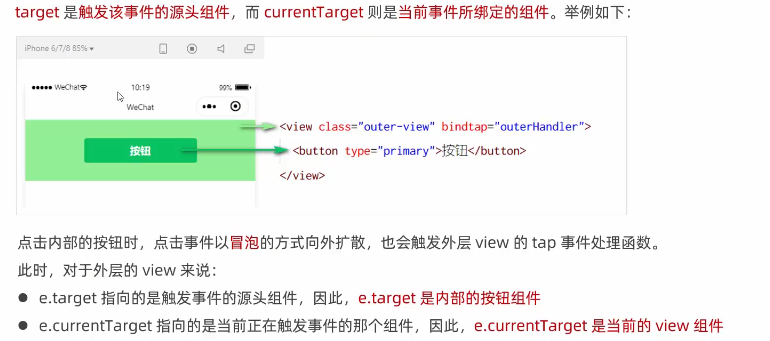 target 是触发该事件的源头组件，而 currentTarget 则是当前事件所绑定的组件。举例如下：
iPhone 6/7/8 85%
WeChat 10:19 99%
WeChat
<view class="outer-view" bindtap="outerHandler">
按钮 <button type="primary">按钮</button>
</view>
点击内部的按钮时，点击事件以冒泡的方式向外扩散，也会触发外层 view 的 tap 事件处理函数。
此时，对于外层的 view 来说：
● e.target 指向的是触发事件的源头组件，因此，e.target 是内部的按钮组件
● e.currentTarget 指向的是当前正在触发事件的那个组件，因此，e.currentTarget 是当前的 view 组件